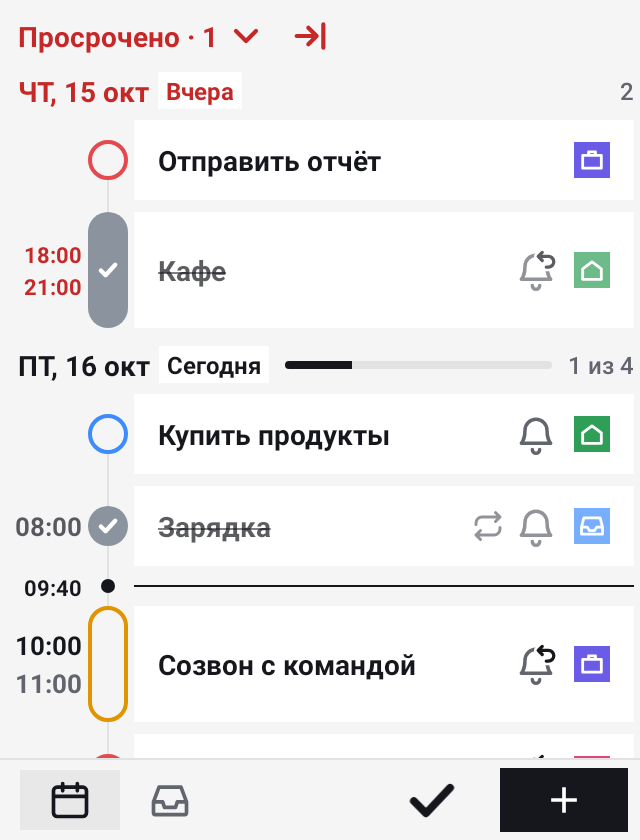 Просрочено · 1
ЧТ, 15 окт Вчера 2
Отправить отчёт
18:00
21:00
Кафе
ПТ, 16 окт Сегодня 1 из 4
Купить продукты
08:00 Зарядка
09:40
10:00
11:00
Созвон с командой